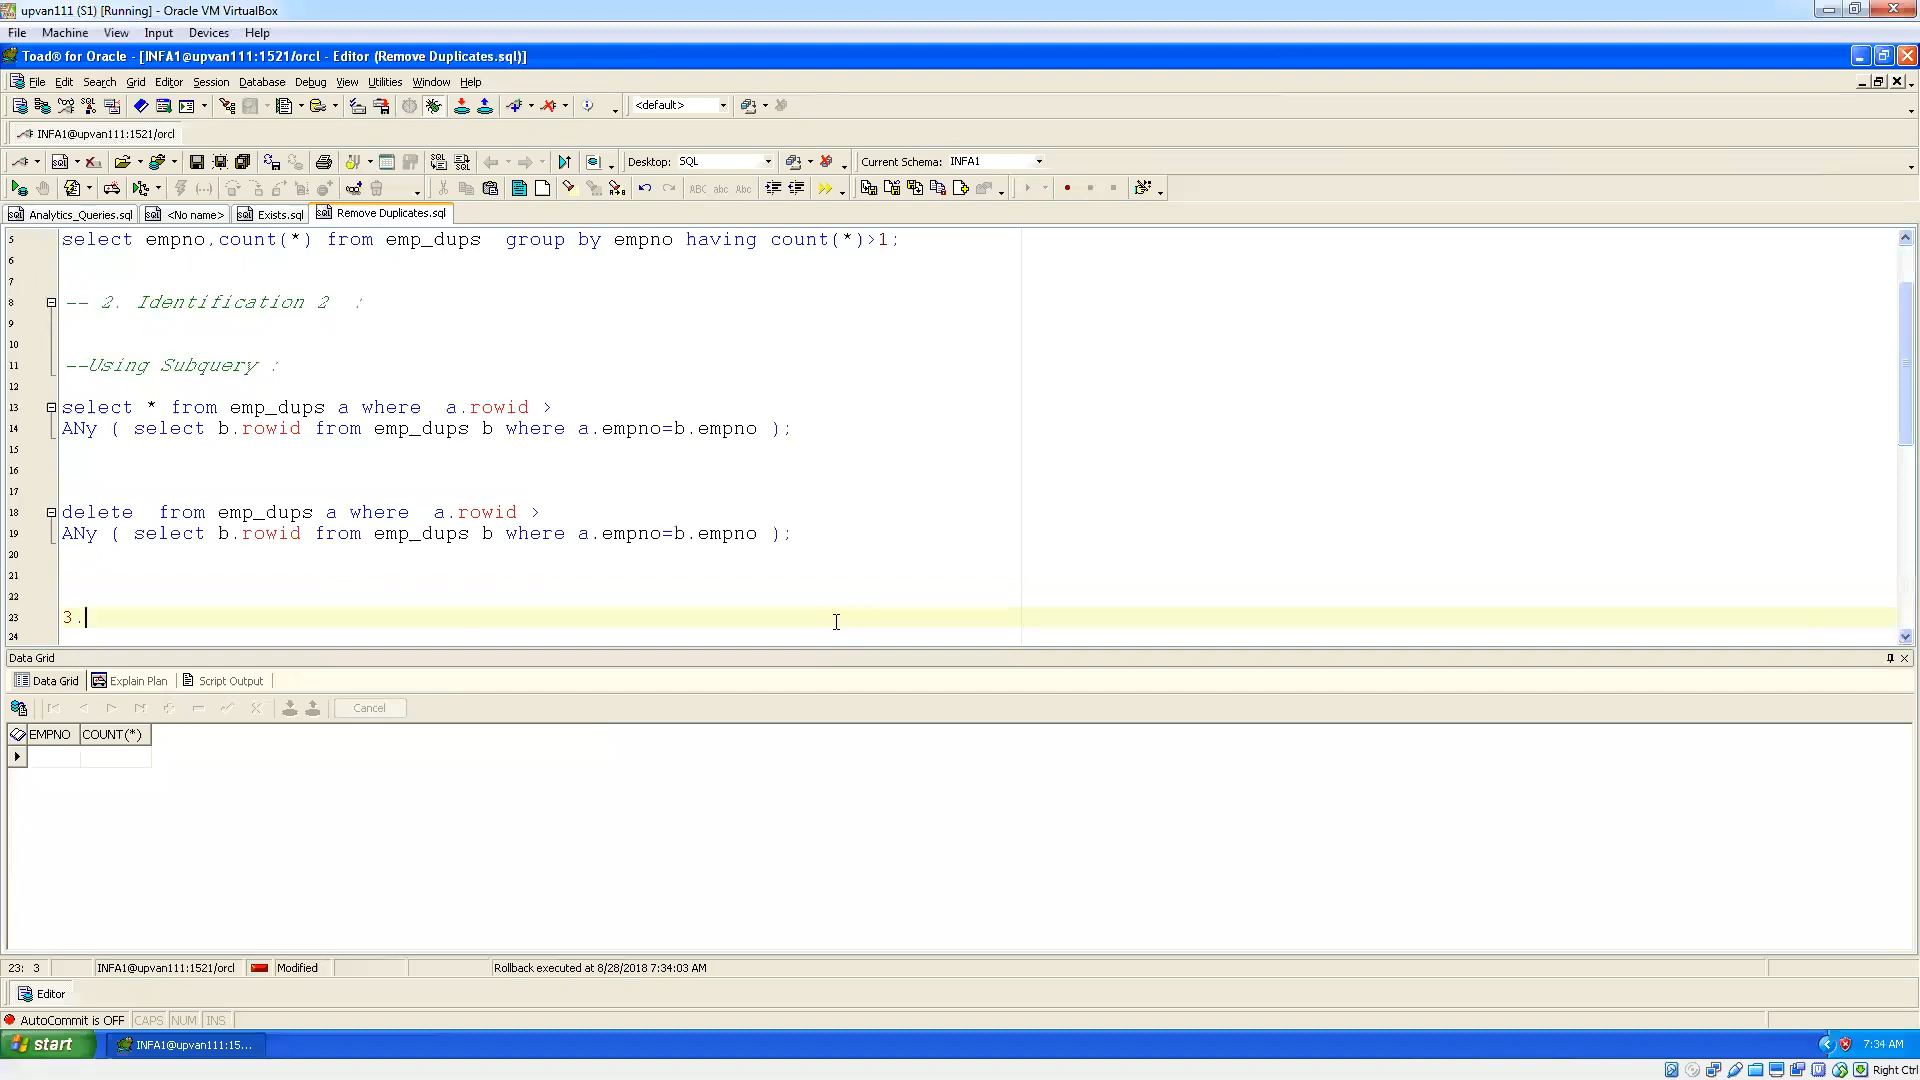 upvan111 (S1) [Running] - Oracle VM VirtualBox
File Machine View Input Devices Help
Toad® for Oracle - [INFA1@upvan111:1521/orcl - Editor (Remove Duplicates.sql)]
File Edit Search Grid Editor Session Database Debug View Utilities Window Help
<default>
INFA1@upvan111:1521/orcl
Desktop: SQL Current Schema: INFA1
Analytics_Queries.sql <No name> Exists.sql Remove Duplicates.sql
5 select empno,count(*) from emp_dups group by empno having count(*)>1;
6
7
8 -- 2. Identification 2 :
9
10
11 --Using Subquery :
12
13 select * from emp_dups a where a.rowid >
14 ANy ( select b.rowid from emp_dups b where a.empno=b.empno );
15
16
17
18 delete from emp_dups a where a.rowid >
19 ANy ( select b.rowid from emp_dups b where a.empno=b.empno );
20
21
22
23 3.
24
Data Grid
Data Grid Explain Plan Script Output
Cancel
EMPNO COUNT(*)
23: 3 INFA1@upvan111:1521/orcl Modified Rollback executed at 8/28/2018 7:34:03 AM
Editor
AutoCommit is OFF CAPS NUM INS
start INFA1@upvan111:15... 7:34 AM
Right Ctrl